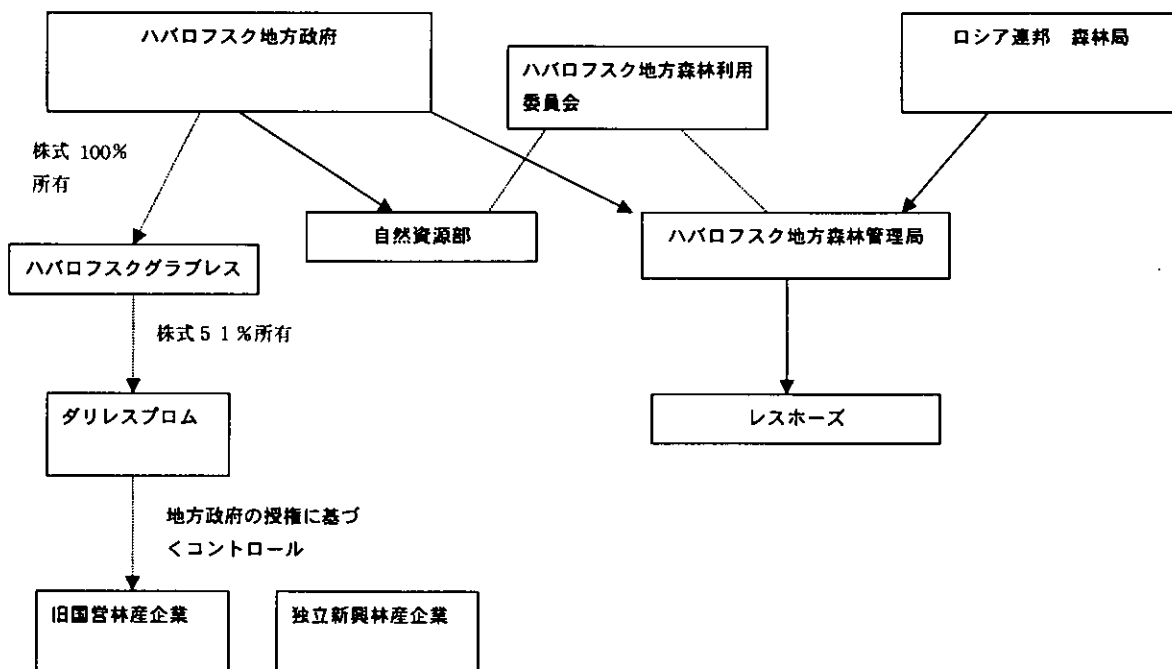 ハバロフスク地方政府
ロシア連邦　森林局
ハバロフスク地方森林利用
委員会
株式 100%
所有
自然資源部
ハバロフスク地方森林管理局
ハバロフスクグラブレス
株式51%所有
ダリレスプロム
レスホーズ
地方政府の授権に基づ
くコントロール
旧国営林産企業
独立新興林産企業